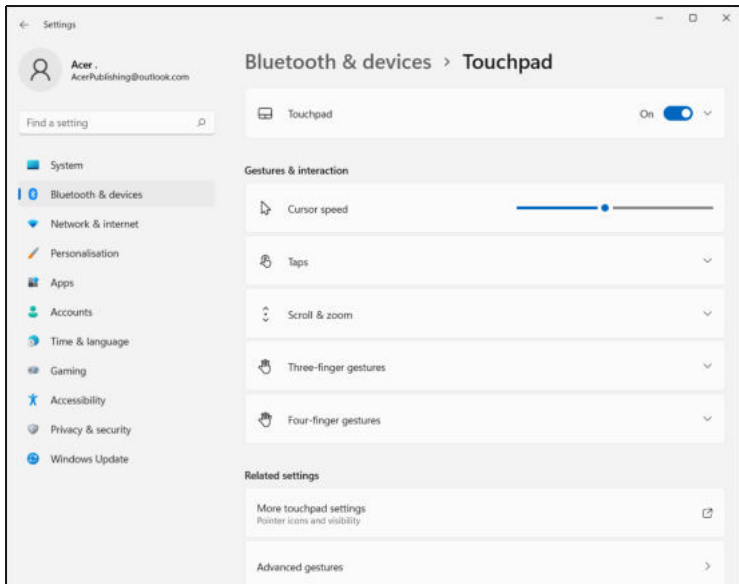 Settings
Acer .
AcerPublishing@outlook.com
Find a setting
System
Bluetooth & devices
Network & internet
Personalisation
Apps
Accounts
Time & language
Gaming
Accessibility
Privacy & security
Windows Update
Bluetooth & devices › Touchpad
Touchpad On
Gestures & interaction
Cursor speed
Taps
Scroll & zoom
Three-finger gestures
Four-finger gestures
Related settings
More touchpad settings
Pointer icons and visibility
Advanced gestures